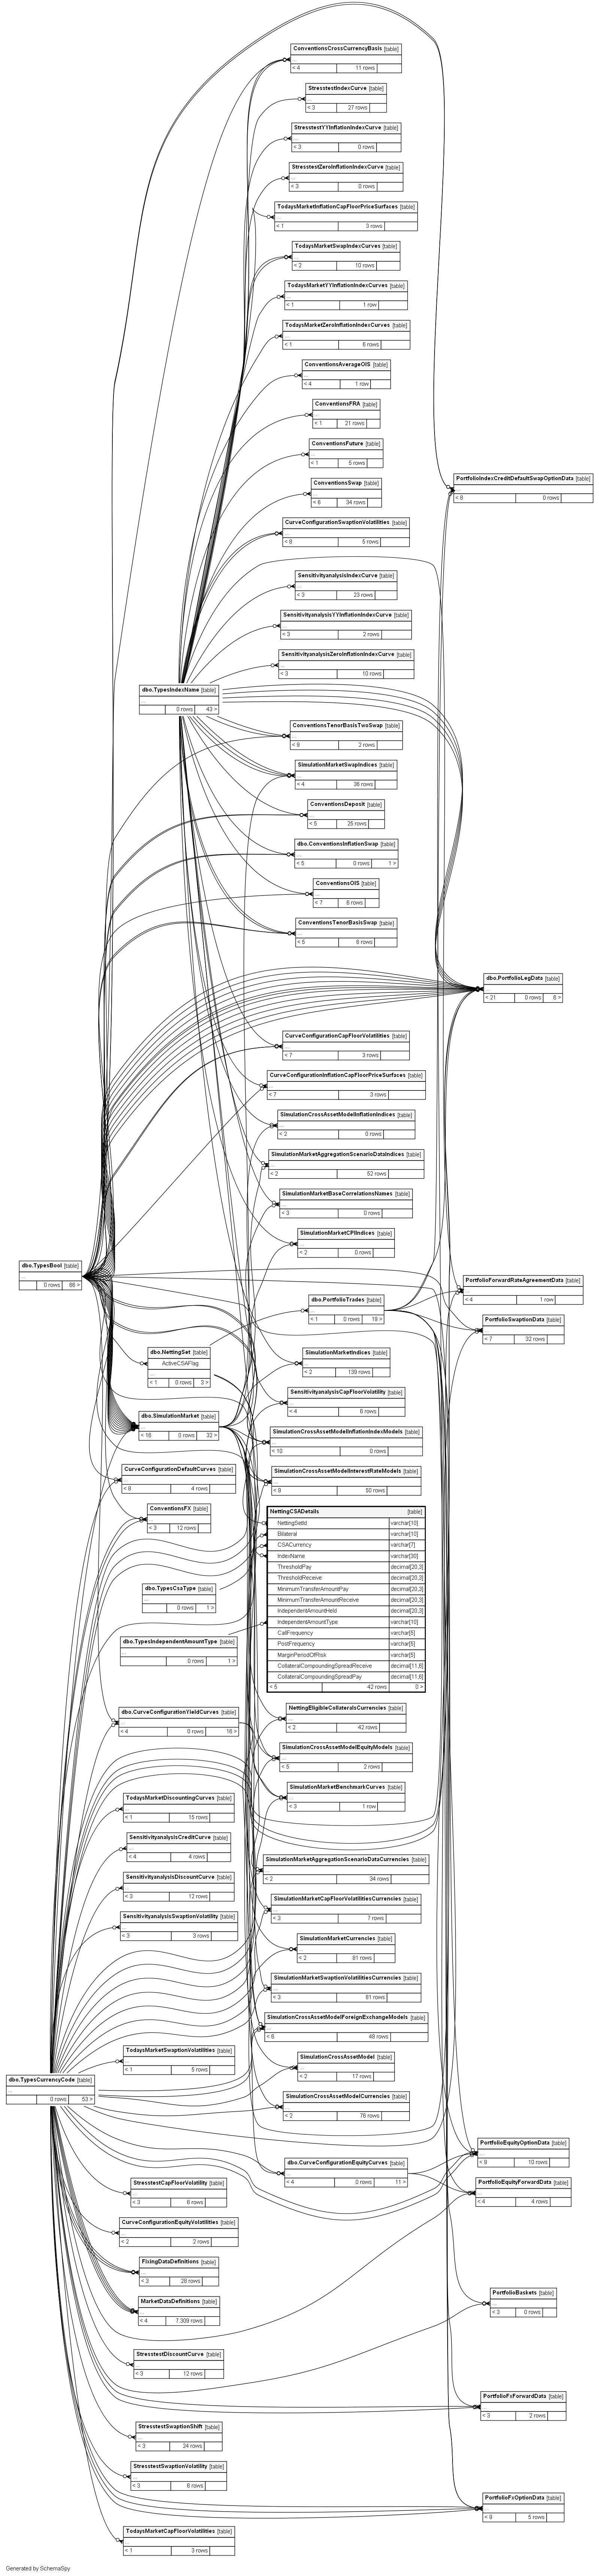 ConventionsCrossCurrencyBasis [table]
...
< 4 11 rows
StresstestIndexCurve [table]
...
< 3 27 rows
StresstestYYInflationIndexCurve [table]
...
< 3 0 rows
StresstestZeroInflationIndexCurve [table]
...
< 3 0 rows
TodaysMarketInflationCapFloorPriceSurfaces [table]
...
< 1 3 rows
TodaysMarketSwapIndexCurves [table]
...
< 2 10 rows
TodaysMarketYYInflationIndexCurves [table]
...
< 1 1 row
TodaysMarketZeroInflationIndexCurves [table]
...
< 1 6 rows
ConventionsAverageOIS [table]
...
< 4 1 row
ConventionsFRA [table]
...
< 1 21 rows
ConventionsFuture [table]
...
< 1 5 rows
PortfolioIndexCreditDefaultSwapOptionData [table]
...
< 8 0 rows
ConventionsSwap [table]
...
< 6 34 rows
CurveConfigurationSwaptionVolatilities [table]
...
< 8 5 rows
SensitivityanalysisIndexCurve [table]
...
< 3 23 rows
SensitivityanalysisYYInflationIndexCurve [table]
...
< 3 2 rows
SensitivityanalysisZeroInflationIndexCurve [table]
...
< 3 10 rows
dbo.TypesIndexName [table]
...
0 rows 43 >
ConventionsTenorBasisTwoSwap [table]
...
< 9 2 rows
SimulationMarketSwapIndices [table]
...
< 4 36 rows
ConventionsDeposit [table]
...
< 5 25 rows
dbo.ConventionsInflationSwap [table]
...
< 5 0 rows 1 >
ConventionsOIS [table]
...
< 7 6 rows
ConventionsTenorBasisSwap [table]
...
< 5 6 rows
dbo.PortfolioLegData [table]
...
< 21 0 rows 6 >
CurveConfigurationCapFloorVolatilities [table]
...
< 7 3 rows
CurveConfigurationInflationCapFloorPriceSurfaces [table]
...
< 7 3 rows
SimulationCrossAssetModelInflationIndices [table]
...
< 2 0 rows
SimulationMarketAggregationScenarioDataIndices [table]
...
< 2 52 rows
SimulationMarketBaseCorrelationsNames [table]
...
< 3 0 rows
SimulationMarketCPIIndices [table]
...
< 2 0 rows
dbo.TypesBool [table]
...
0 rows 86 >
PortfolioForwardRateAgreementData [table]
...
< 4 1 row
dbo.PortfolioTrades [table]
...
< 1 0 rows 19 >
PortfolioSwaptionData [table]
...
< 7 32 rows
dbo.NettingSet [table]
ActiveCSAFlag
...
< 1 0 rows 3 >
SimulationMarketIndices [table]
...
< 2 139 rows
SensitivityanalysisCapFloorVolatility [table]
...
< 4 6 rows
dbo.SimulationMarket [table]
...
< 16 0 rows 32 >
SimulationCrossAssetModelInflationIndexModels [table]
...
< 10 0 rows
CurveConfigurationDefaultCurves [table]
...
< 8 4 rows
SimulationCrossAssetModelInterestRateModels [table]
...
< 9 50 rows
ConventionsFX [table]
...
< 3 12 rows
NettingCSADetails [table]
NettingSetId varchar[10]
Bilateral varchar[10]
CSACurrency varchar[7]
IndexName varchar[30]
ThresholdPay decimal[20,3]
ThresholdReceive decimal[20,3]
MinimumTransferAmountPay decimal[20,3]
MinimumTransferAmountReceive decimal[20,3]
IndependentAmountHeld decimal[20,3]
IndependentAmountType varchar[10]
CallFrequency varchar[5]
PostFrequency varchar[5]
MarginPeriodOfRisk varchar[5]
CollateralCompoundingSpreadReceive decimal[11,6]
CollateralCompoundingSpreadPay decimal[11,6]
< 5 42 rows 0 >
dbo.TypesCsaType [table]
...
0 rows 1 >
dbo.TypesIndependentAmountType [table]
...
0 rows 1 >
dbo.CurveConfigurationYieldCurves [table]
...
< 4 0 rows 16 >
NettingEligibleCollateralsCurrencies [table]
...
< 2 42 rows
SimulationCrossAssetModelEquityModels [table]
...
< 5 2 rows
SimulationMarketBenchmarkCurves [table]
...
< 3 1 row
TodaysMarketDiscountingCurves [table]
...
< 1 15 rows
SensitivityanalysisCreditCurve [table]
...
< 4 4 rows
SimulationMarketAggregationScenarioDataCurrencies [table]
...
< 2 34 rows
SensitivityanalysisDiscountCurve [table]
...
< 3 12 rows
SimulationMarketCapFloorVolatilitiesCurrencies [table]
...
< 3 7 rows
SensitivityanalysisSwaptionVolatility [table]
...
< 3 3 rows
SimulationMarketCurrencies [table]
...
< 2 81 rows
SimulationMarketSwaptionVolatilitiesCurrencies [table]
...
< 3 81 rows
SimulationCrossAssetModelForeignExchangeModels [table]
...
< 6 48 rows
TodaysMarketSwaptionVolatilities [table]
...
< 1 5 rows
SimulationCrossAssetModel [table]
...
< 2 17 rows
dbo.TypesCurrencyCode [table]
...
0 rows 53 >
SimulationCrossAssetModelCurrencies [table]
...
< 2 76 rows
PortfolioEquityOptionData [table]
...
< 9 10 rows
dbo.CurveConfigurationEquityCurves [table]
...
< 4 0 rows 11 >
PortfolioEquityForwardData [table]
...
< 4 4 rows
StresstestCapFloorVolatility [table]
...
< 3 6 rows
CurveConfigurationEquityVolatilities [table]
...
< 2 2 rows
FixingDataDefinitions [table]
...
< 3 28 rows
PortfolioBaskets [table]
...
< 3 0 rows
MarketDataDefinitions [table]
...
< 4 7.309 rows
StresstestDiscountCurve [table]
...
< 3 12 rows
PortfolioFxForwardData [table]
...
< 3 2 rows
StresstestSwaptionShift [table]
...
< 3 24 rows
StresstestSwaptionVolatility [table]
...
< 3 6 rows
PortfolioFxOptionData [table]
...
< 9 5 rows
TodaysMarketCapFloorVolatilities [table]
...
< 1 3 rows
Generated by SchemaSpy